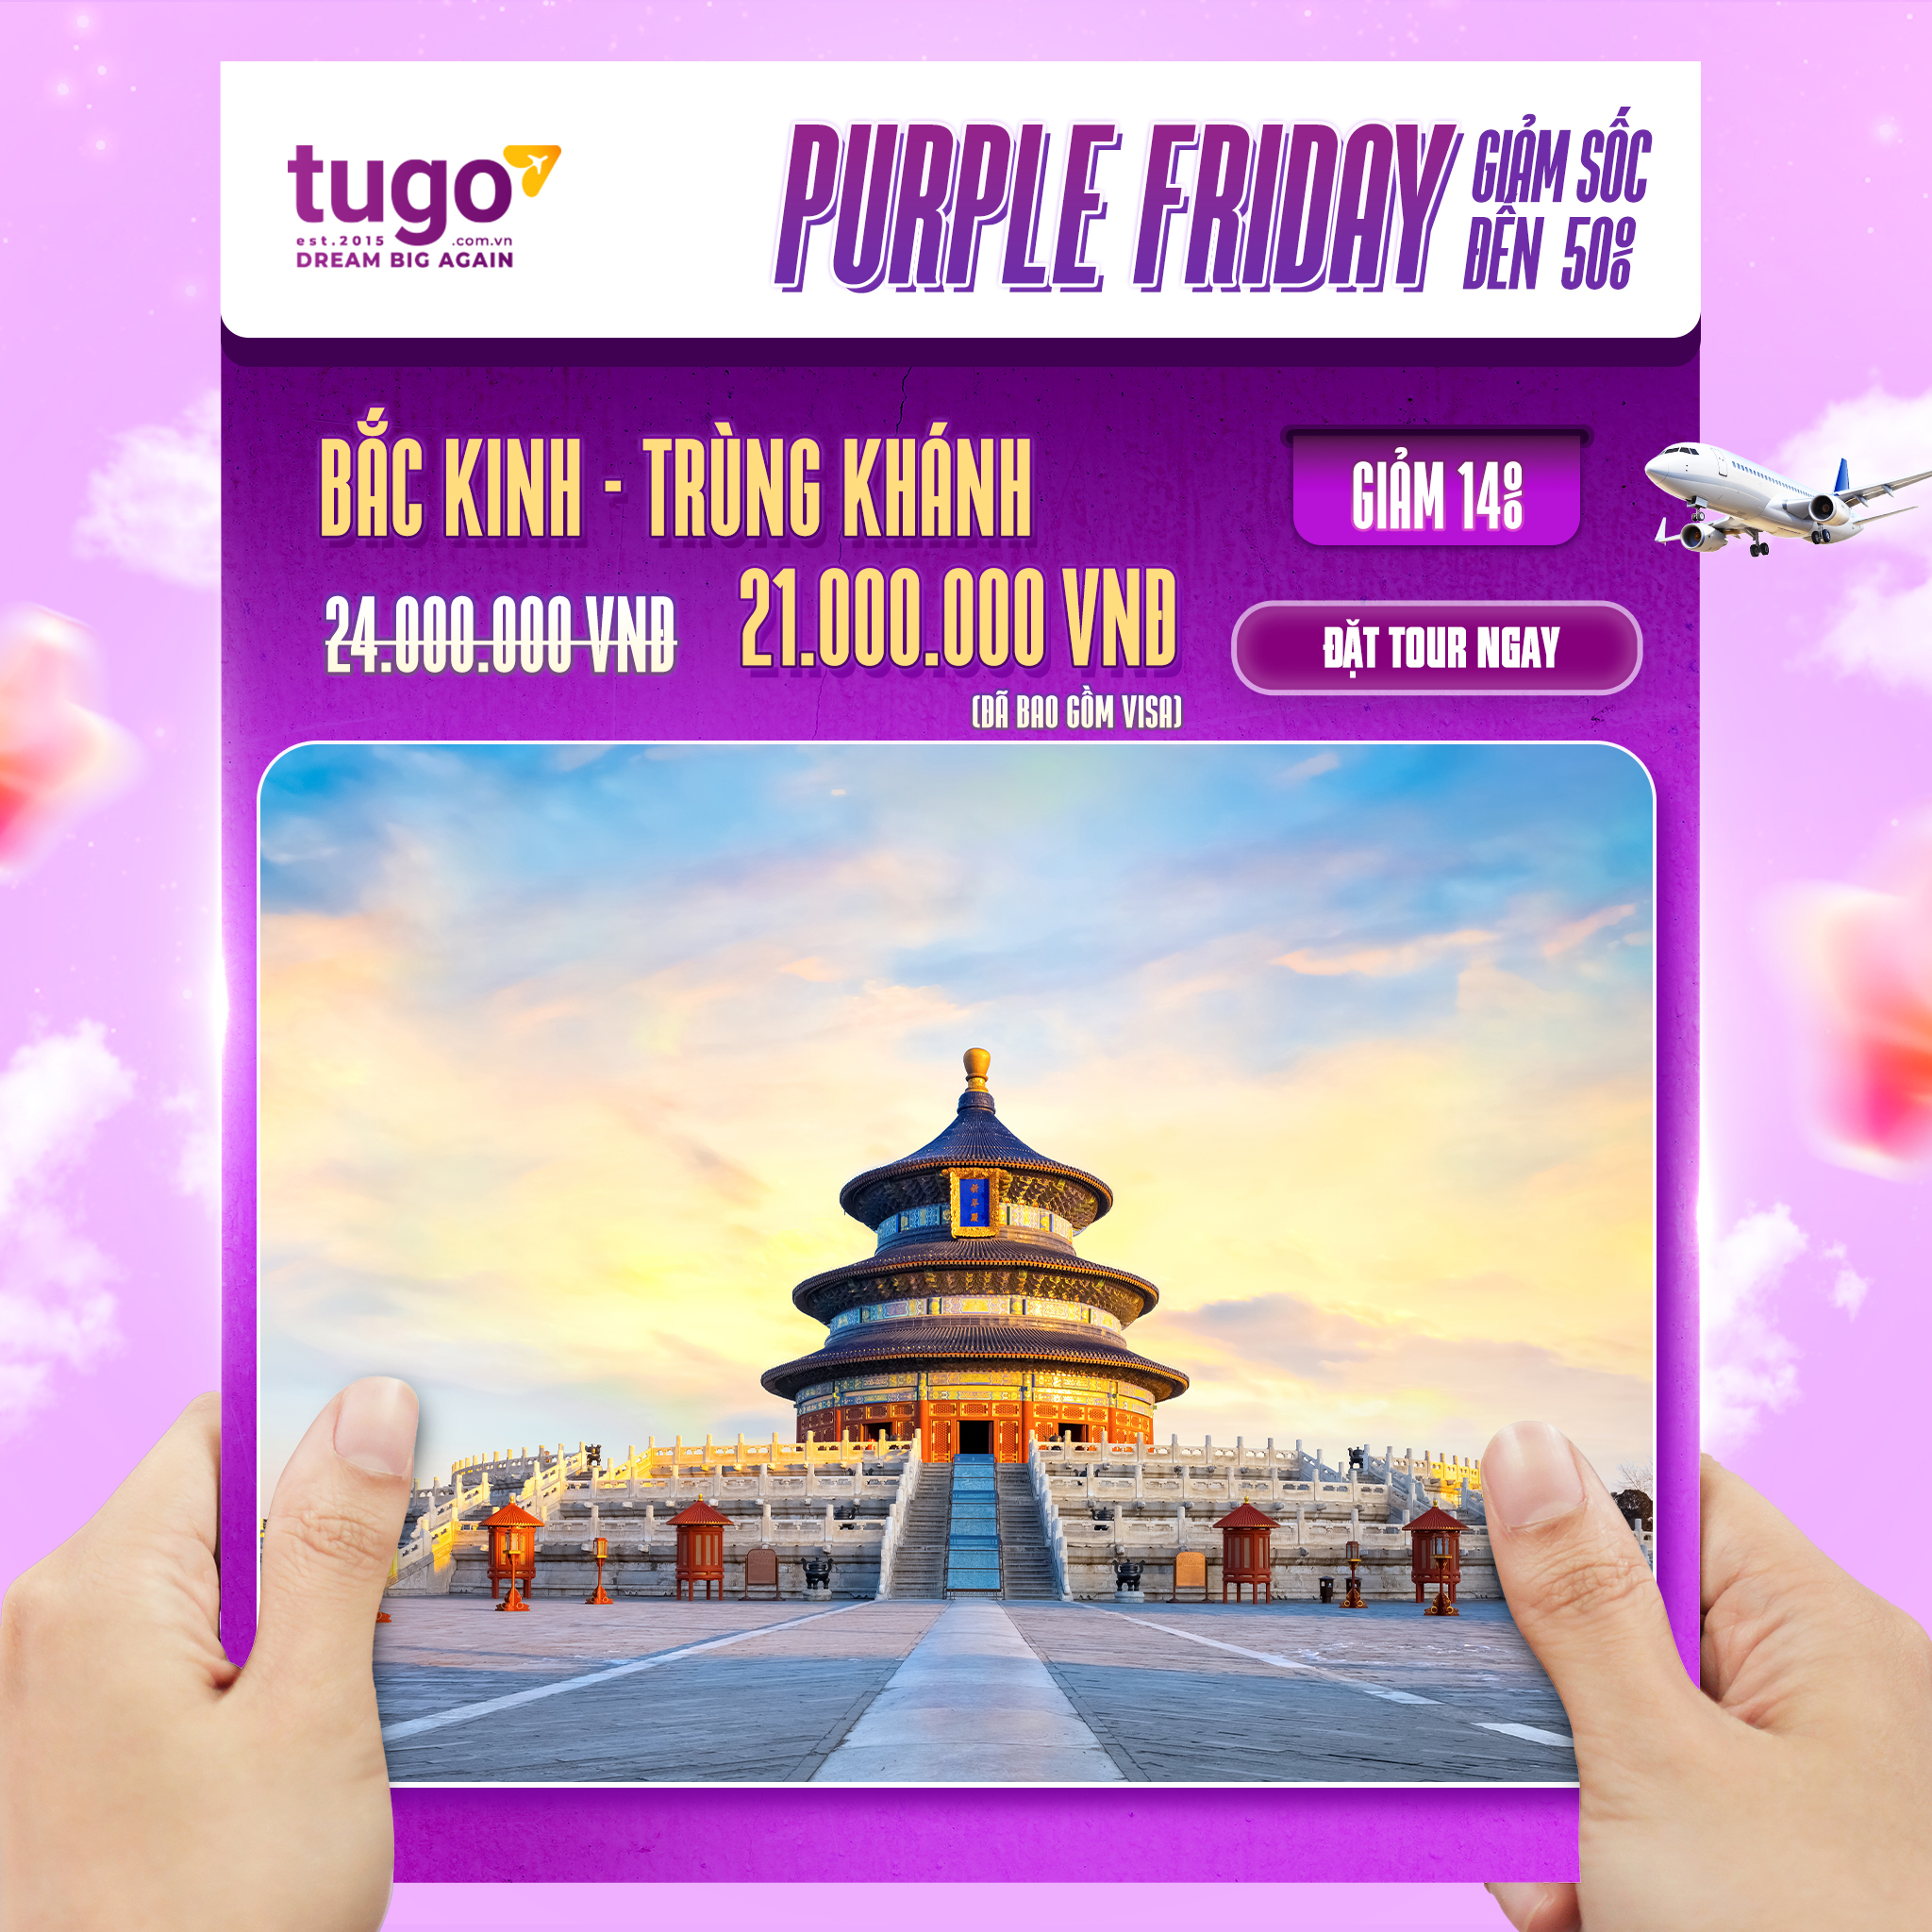 tugo
est.2015 .com.vn
DREAM BIG AGAIN
PURPLE FRIDAY
GIẢM SỐC
ĐẾN 50%
BẮC KINH - TRÙNG KHÁNH
GIẢM 14%
24.000.000 VNĐ
21.000.000 VNĐ
(ĐÃ BAO GỒM VISA)
ĐẶT TOUR NGAY